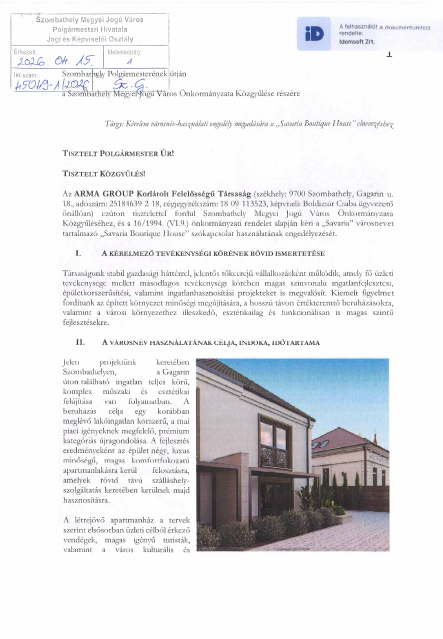 Szombathely Megyei Jogú Város
Polgármesteri Hivatala
Jogi és Képviselői Osztály
Érkezett:
2026. 04. 15.
Melléklet(ek):
1
Ikt.szám:
45049-1/2026
A felhasználót a dokumentumhoz
rendelte:
Idomsoft Zrt.
iD
1
Szombathely Polgármesterének útján
a Szombathely Megyei Jogú Város Önkormányzata Közgyűlése részére
Tárgy: Kérelem városnév-használati engedély megadására a „Savaria Boutique House" elnevezéshez
TISZTELT POLGÁRMESTER ÚR!
TISZTELT KÖZGYŰLÉS!
Az ARMA GROUP Korlátolt Felelősségű Társaság (székhely: 9700 Szombathely, Gagarin u.
18., adószám: 25184639-2-18, cégjegyzékszám: 18-09-113523, képviseli: Boldizsár Csaba ügyvezető
önállóan) ezúton tisztelettel fordul Szombathely Megyei Jogú Város Önkormányzata
Közgyűléséhez, és a 16/1994. (VI.9.) önkormányzati rendelet alapján kéri a „Savaria" városnevet
tartalmazó „Savaria Boutique House" szókapcsolat használatának engedélyezését.
I. A KÉRELMEZŐ TEVÉKENYSÉGI KÖRÉNEK RÖVID ISMERTETÉSE
Társaságunk stabil gazdasági hátterű, jelentős tőkeerejű vállalkozásként működik, amely fő üzleti
tevékenysége mellett másodlagos tevékenységi körében magas színvonalú ingatlanfejlesztési,
épületkorszerűsítési, valamint ingatlanhasznosítási projekteket is megvalósít. Kiemelt figyelmet
fordítunk az épített környezet minőségi megújítására, a hosszú távon értékteremtő beruházásokra,
valamint a városi környezethez illeszkedő, esztétikailag és funkcionálisan is magas szintű
fejlesztésekre.
II. A VÁROSNÉV HASZNÁLATÁNAK CÉLJA, INDOKA, IDŐTARTAMA
Jelen projektünk keretében
Szombathelyen, a Gagarin
úton található ingatlan teljes körű,
komplex műszaki és esztétikai
felújítása van folyamatban. A
beruházás célja egy korábban
meglévő lakóingatlan korszerű, a mai
piaci igényeknek megfelelő, prémium
kategóriás újragondolása. A fejlesztés
eredményeként az épület négy, luxus
minőségű, magas komfortfokozatú
apartmanlakásra kerül felosztásra,
amelyek rövid távú szálláshely-
szolgáltatás keretében kerülnek majd
hasznosításra.
A létrejövő apartmanház a tervek
szerint elsősorban üzleti célból érkező
vendégek, magas igényű turisták,
valamint a város kulturális és